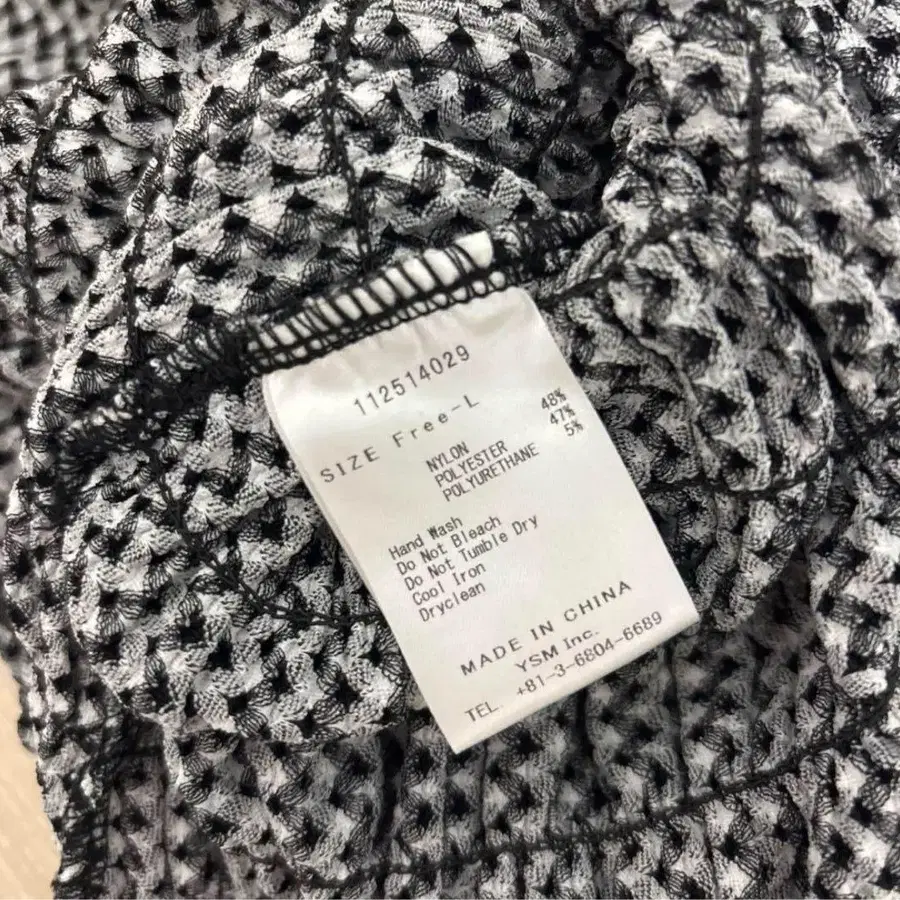 112514029
SIZE Free-L
NYLON 48%
POLYESTER 47%
POLYURETHANE 5%
Hand Wash
Do Not Bleach
Do Not Tumble Dry
Cool Iron
Dryclean
MADE IN CHINA
YSM Inc.
TEL. +81-3-6804-6689